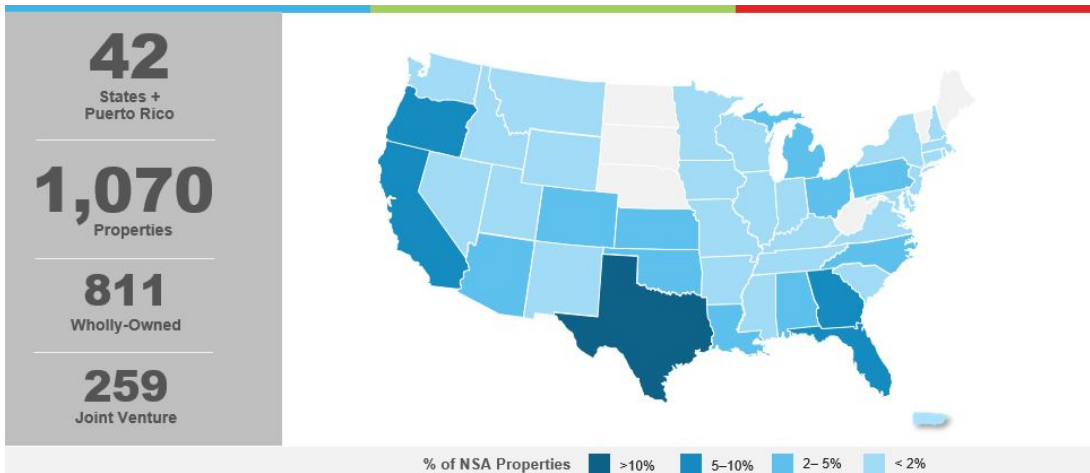 42
States +
Puerto Rico
1,070
Properties
811
Wholly-Owned
259
Joint Venture
% of NSA Properties >10% 5–10% 2– 5% < 2%